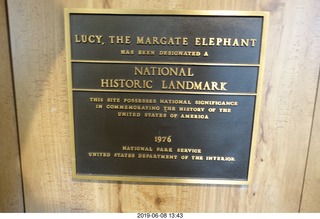 LUCY, THE MARGATE ELEPHANT
HAS BEEN DESIGNATED A
NATIONAL
HISTORIC LANDMARK
THIS SITE POSSESSES NATIONAL SIGNIFICANCE
IN COMMEMORATING THE HISTORY OF THE
UNITED STATES OF AMERICA
1976
NATIONAL PARK SERVICE
UNITED STATES DEPARTMENT OF THE INTERIOR
2019-06-08 13:43